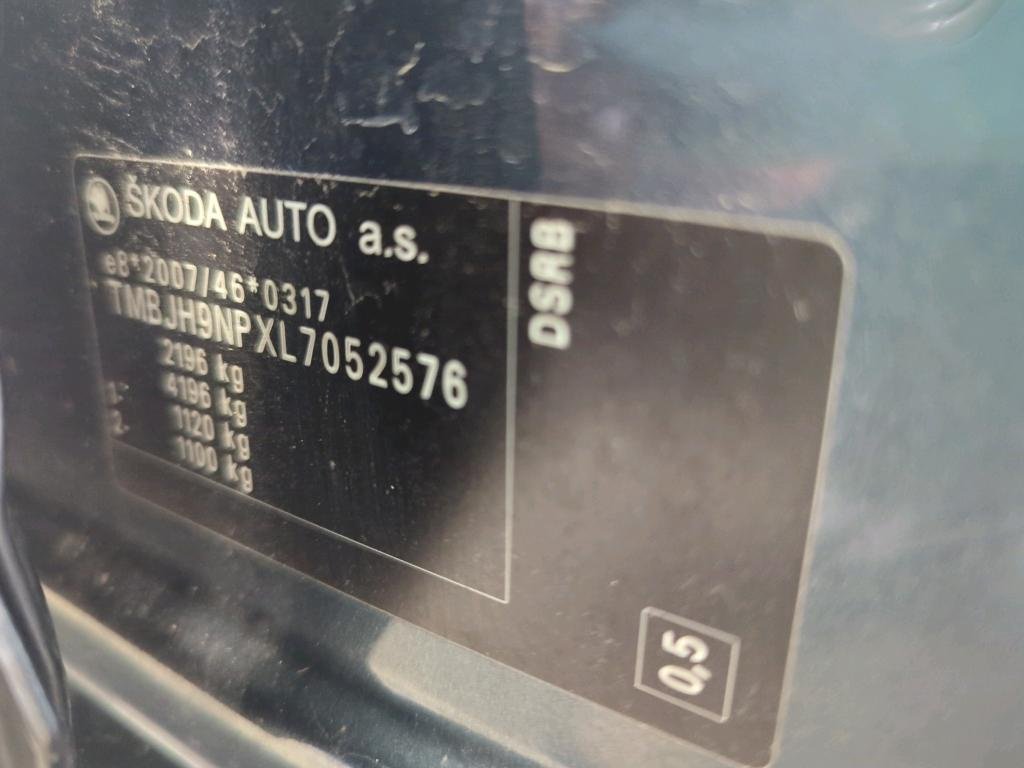 ŠKODA AUTO a.s.
e8*2007/46*0317
TMBJH9NPXL7052576
2196 kg
4196 kg
1. 1120 kg
2. 1100 kg
DSRB
0,5